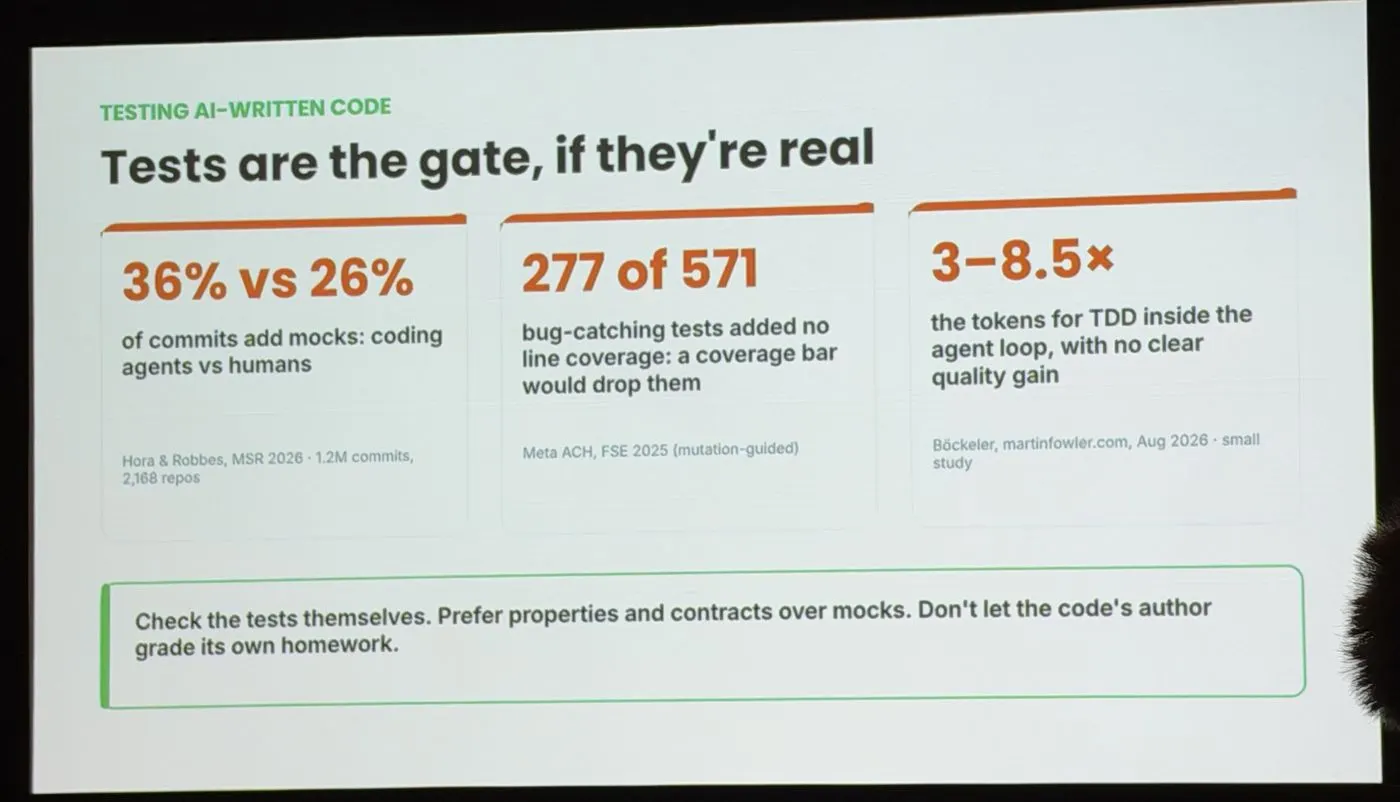 TESTING AI-WRITTEN CODE
Tests are the gate, if they're real
36% vs 26%
of commits add mocks: coding
agents vs humans
Hora & Robbes, MSR 2026 · 1.2M commits,
2,168 repos
277 of 571
bug-catching tests added no
line coverage: a coverage bar
would drop them
Meta ACH, FSE 2025 (mutation-guided)
3–8.5×
the tokens for TDD inside the
agent loop, with no clear
quality gain
Böckeler, martinfowler.com, Aug 2026 · small
study
Check the tests themselves. Prefer properties and contracts over mocks. Don't let the code's author
grade its own homework.